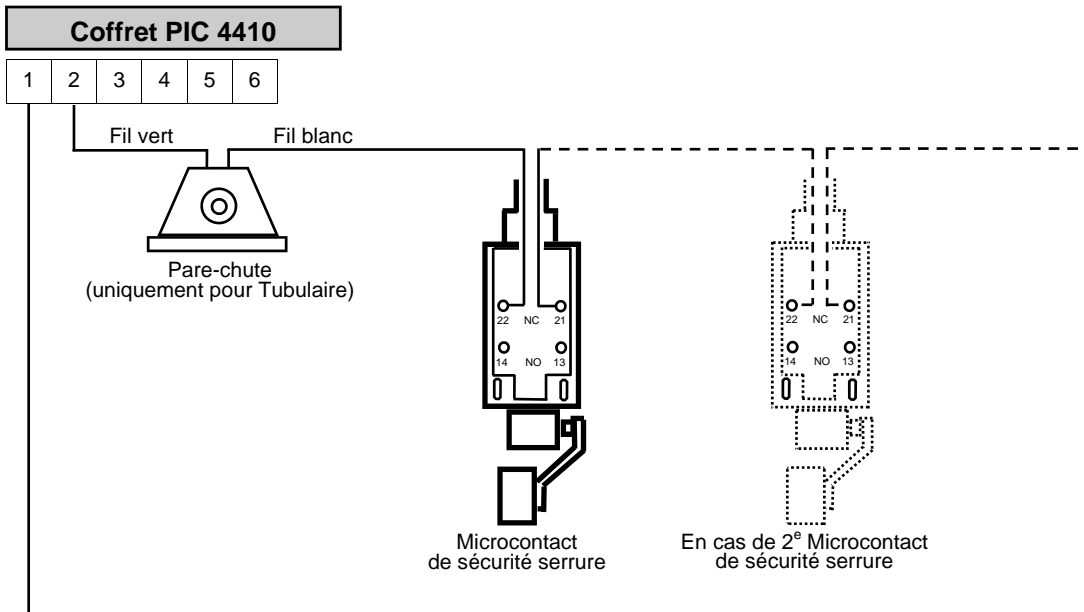 Coffret PIC 4410
1 2 3 4 5 6
Fil vert
Fil blanc
Pare-chute
(uniquement pour Tubulaire)
22 NC 21
14 NO 13
22 NC 21
14 NO 13
Microcontact
de sécurité serrure
En cas de 2e Microcontact
de sécurité serrure